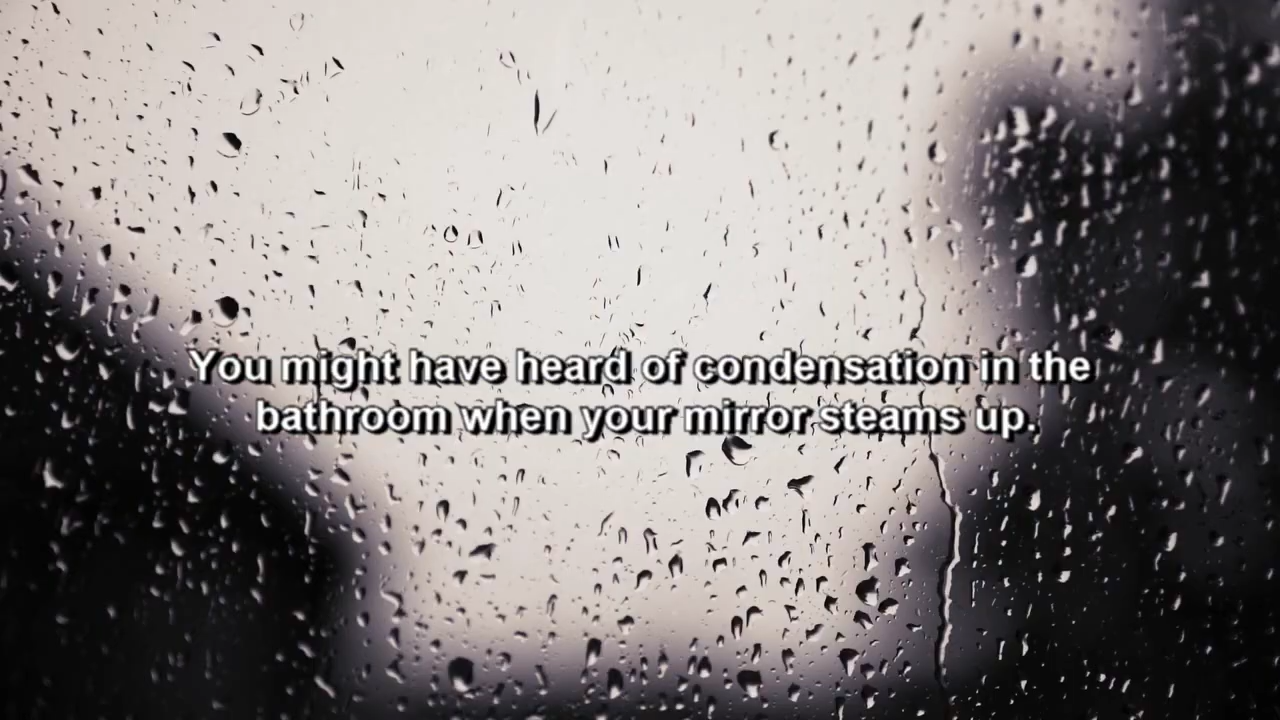 You might have heard of condensation in the
bathroom when your mirror steams up.